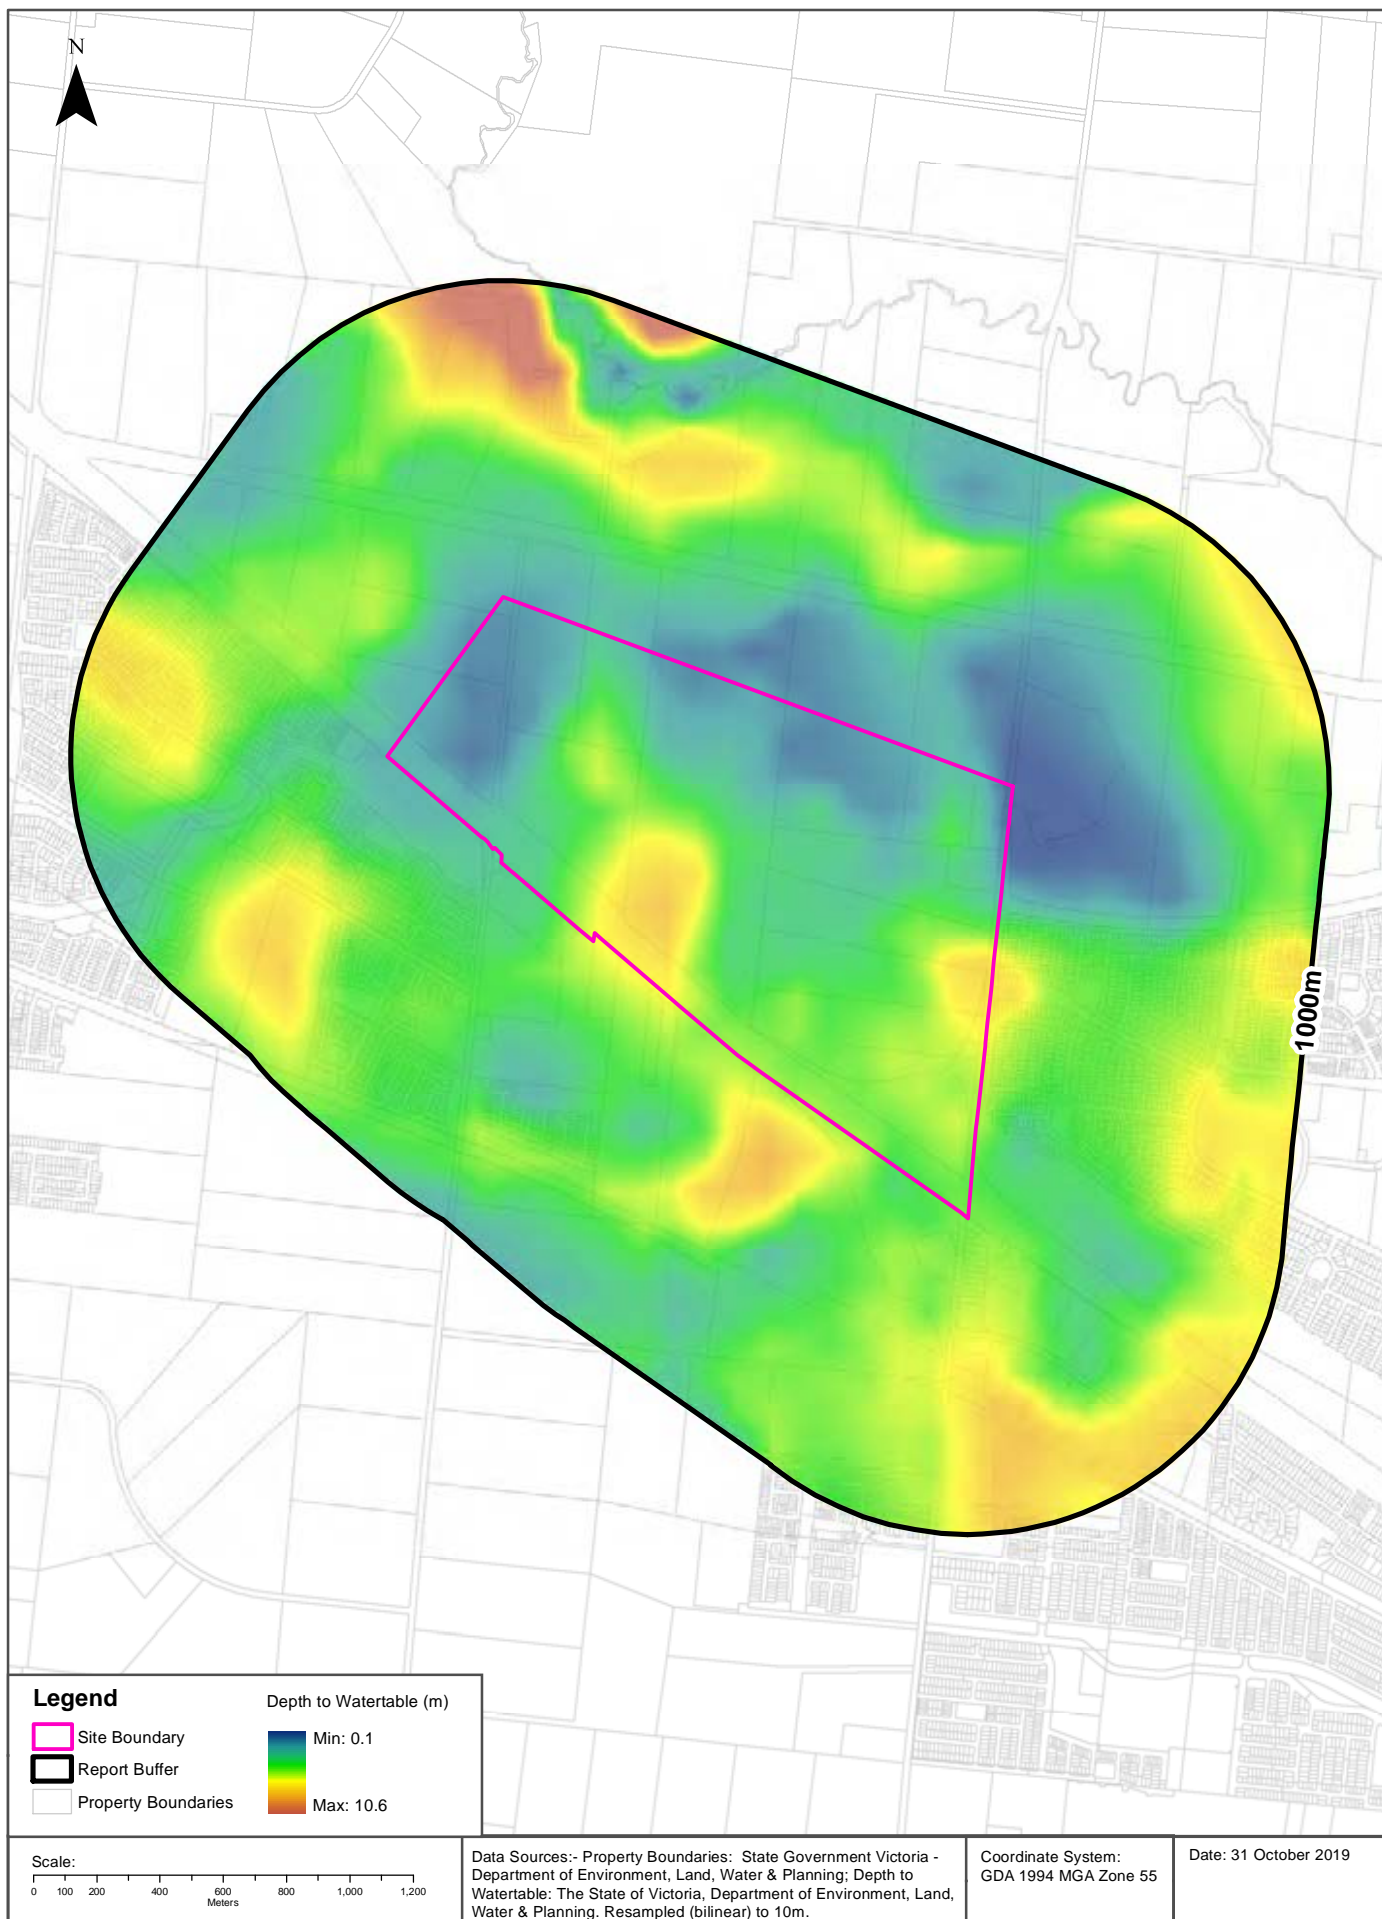 N
1000m
Legend
Depth to Watertable (m)
Site Boundary
Min: 0.1
Report Buffer
Property Boundaries
Max: 10.6
Scale:
0 100 200 400 600 800 1,000 1,200
Meters
Data Sources:- Property Boundaries: State Government Victoria -
Department of Environment, Land, Water & Planning; Depth to
Watertable: The State of Victoria, Department of Environment, Land,
Water & Planning. Resampled (bilinear) to 10m.
Coordinate System:
GDA 1994 MGA Zone 55
Date: 31 October 2019